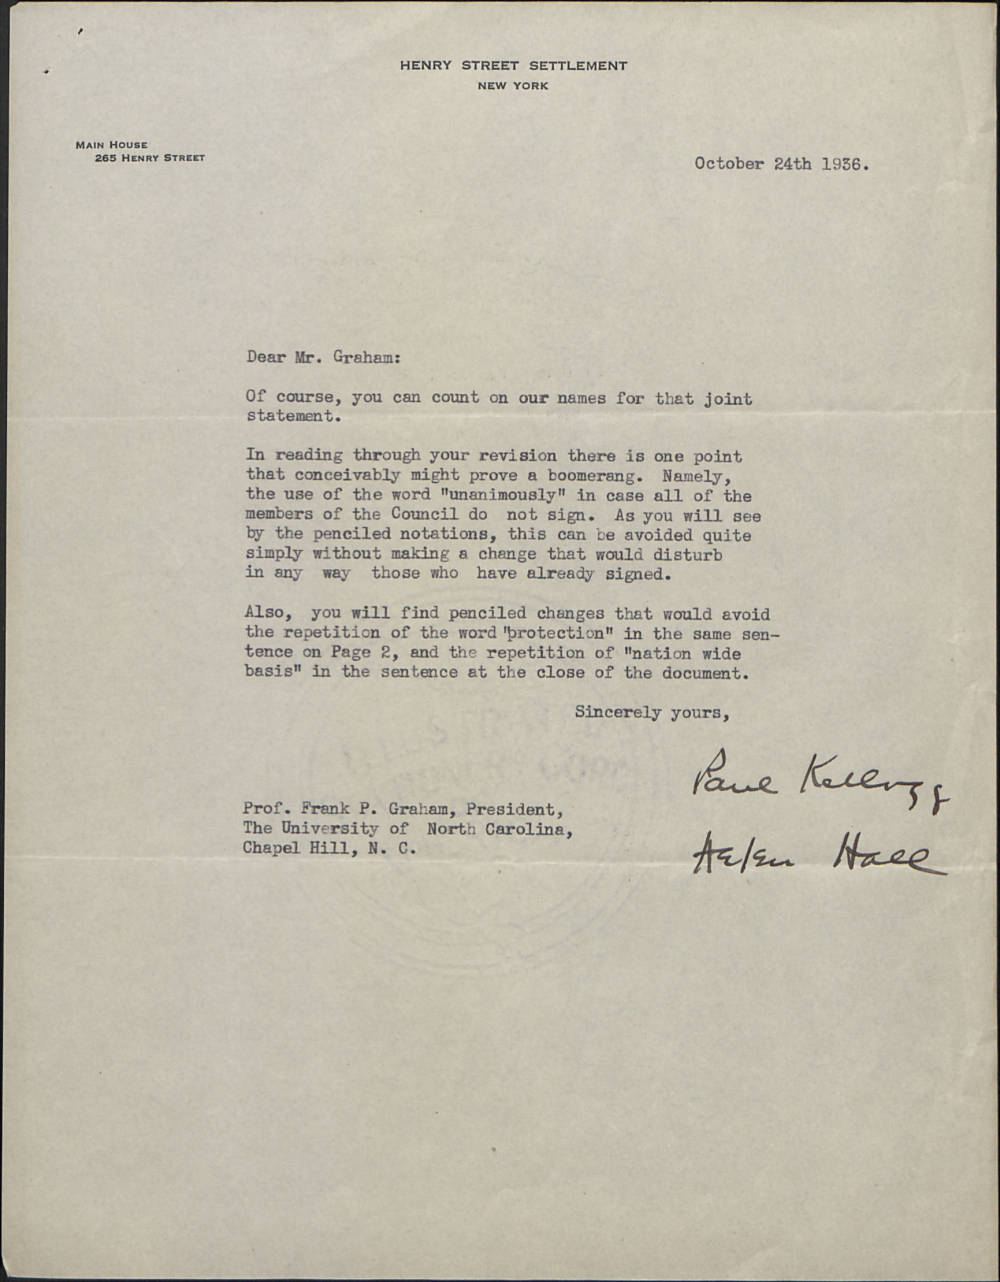 HENRY STREET SETTLEMENT
NEW YORK
MAIN HOUSE
265 HENRY STREET
October 24th 1936.
Dear Mr. Graham:
Of course, you can count on our names for that joint
statement.
In reading through your revision there is one point
that conceivably might prove a boomerang. Namely,
the use of the word "unanimously" in case all of the
members of the Council do not sign. As you will see
by the penciled notations, this can be avoided quite
simply without making a change that would disturb
in any way those who have already signed.
Also, you will find penciled changes that would avoid
the repetition of the word "protection" in the same sen-
tence on Page 2, and the repetition of "nation wide
basis" in the sentence at the close of the document.
Sincerely yours,
Paul Kellogg
Helen Hall
Prof. Frank P. Graham, President,
The University of North Carolina,
Chapel Hill, N. C.